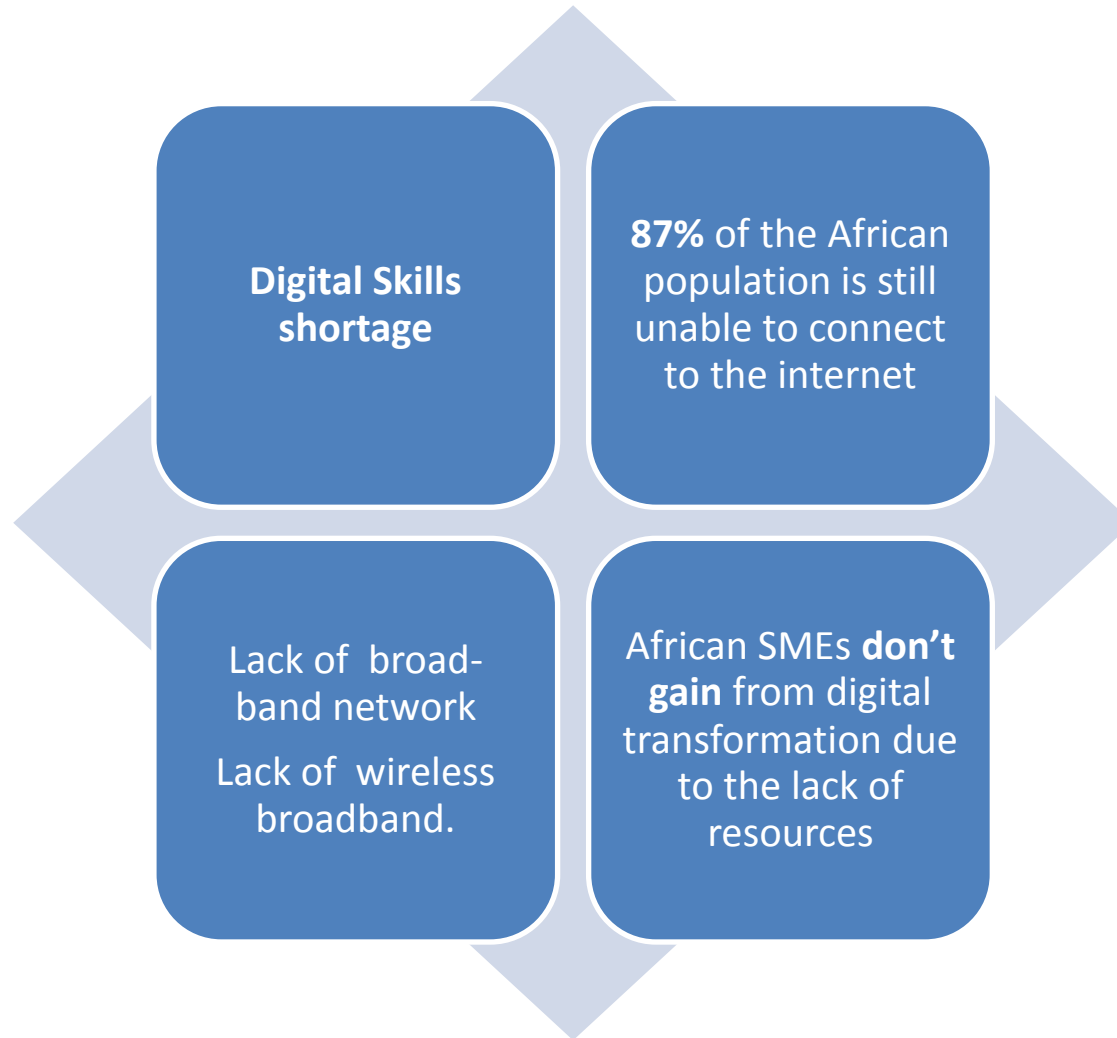 Digital Skills
shortage
87% of the African
population is still
unable to connect
to the internet
Lack of  broad-
band network
Lack of  wireless
broadband.
African SMEs don’t
gain from digital
transformation due
to the lack of
resources